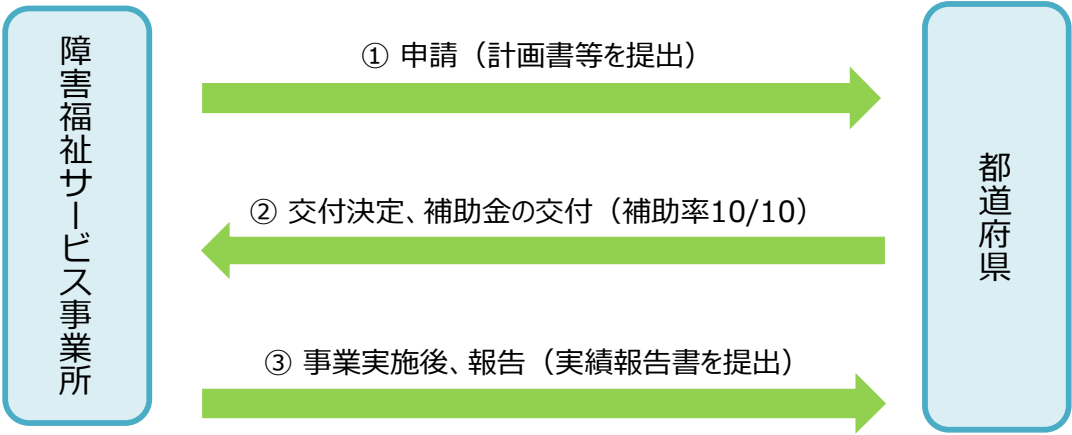 障害福祉サービス事業所
① 申請（計画書等を提出）
② 交付決定、補助金の交付（補助率10/10）
③ 事業実施後、報告（実績報告書を提出）
都道府県